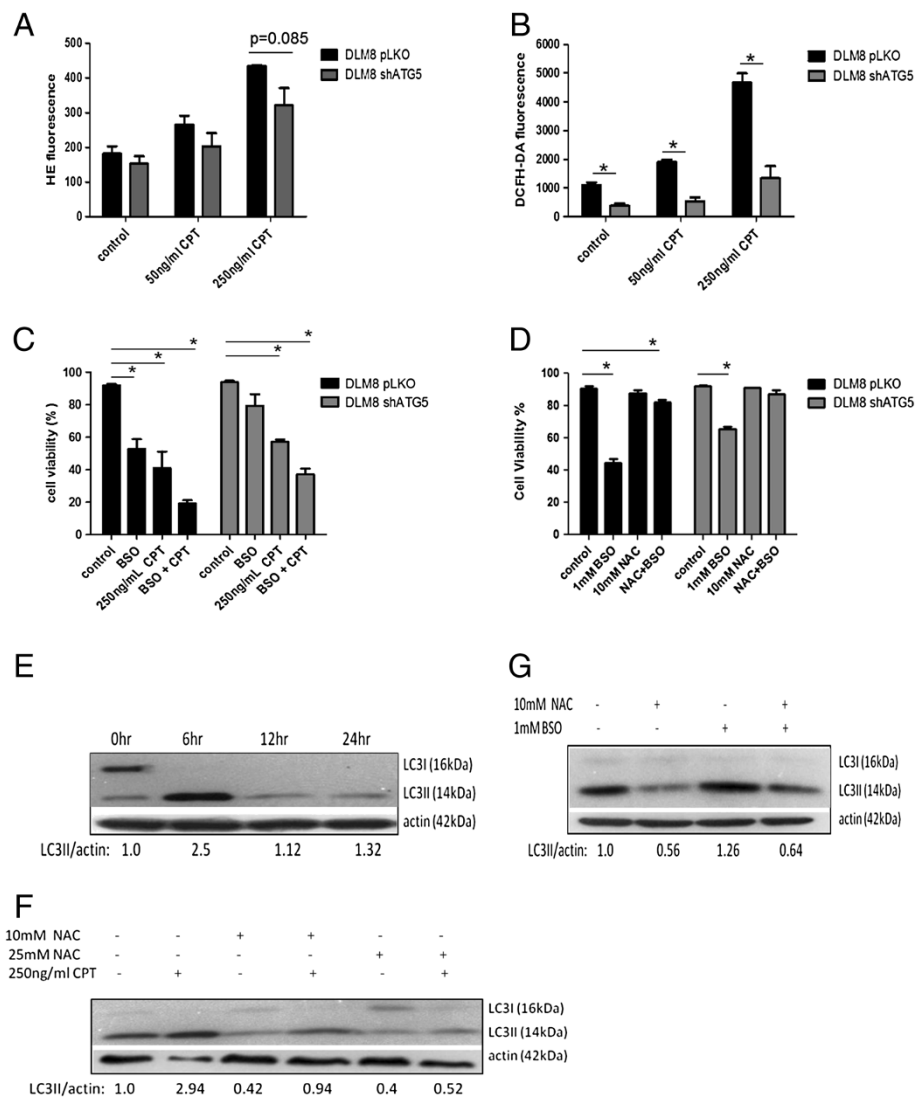 A
p=0.085
DLM8 pLKO
DLM8 shATG5
HE fluorescence
500
400
300
200
100
0
control
50ng/ml CPT
250ng/ml CPT
B
DLM8 pLKO
DLM8 shATG5
DCFH-DA fluorescence
6000
5000
4000
3000
2000
1000
0
* * *
control
50ng/ml CPT
250ng/ml CPT
C
DLM8 pLKO
DLM8 shATG5
cell viability (%)
100
80
60
40
20
0
* * * * *
control
BSO
250ng/mL CPT
BSO + CPT
control
BSO
250ng/mL CPT
BSO + CPT
D
DLM8 pLKO
DLM8 shATG5
Cell Viability %
100
80
60
40
20
0
* * *
control
1mM BSO
10mM NAC
NAC+BSO
control
1mM BSO
10mM NAC
NAC+BSO
E
0hr 6hr 12hr 24hr
LC3I (16kDa)
LC3II (14kDa)
actin (42kDa)
LC3II/actin: 1.0 2.5 1.12 1.32
G
10mM NAC - + - +
1mM BSO - - + +
LC3I (16kDa)
LC3II (14kDa)
actin (42kDa)
LC3II/actin: 1.0 0.56 1.26 0.64
F
10mM NAC - - + + - -
25mM NAC - - - - + +
250ng/ml CPT - + - + - +
LC3I (16kDa)
LC3II (14kDa)
actin (42kDa)
LC3II/actin: 1.0 2.94 0.42 0.94 0.4 0.52